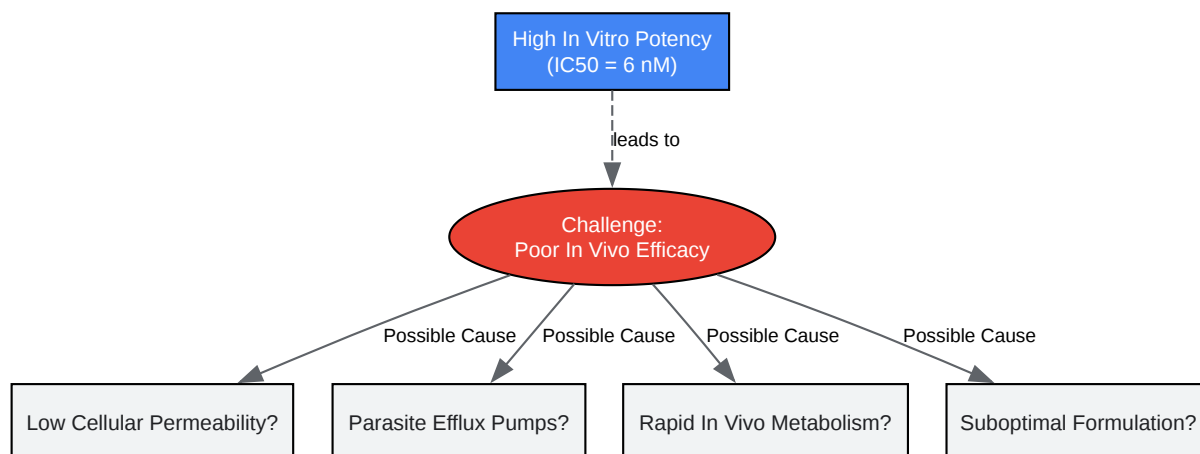 High In Vitro Potency
(IC50 = 6 nM)
leads to
Challenge:
Poor In Vivo Efficacy
Possible Cause
Possible Cause
Possible Cause
Possible Cause
Low Cellular Permeability?
Parasite Efflux Pumps?
Rapid In Vivo Metabolism?
Suboptimal Formulation?